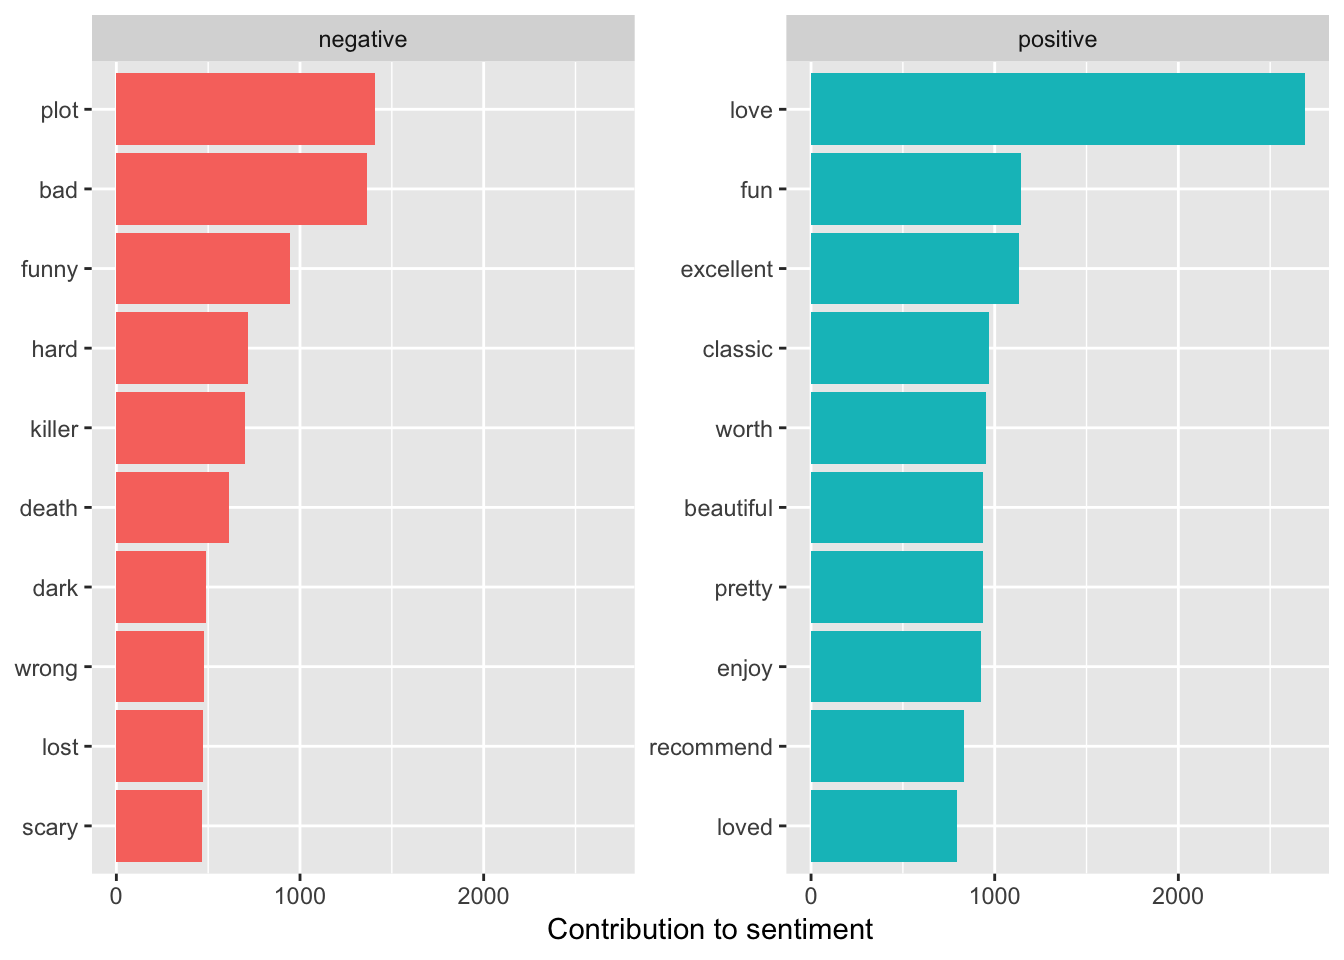 negative
plot
bad
funny
hard
killer
death
dark
wrong
lost
scary
0 1000 2000
positive
love
fun
excellent
classic
worth
beautiful
pretty
enjoy
recommend
loved
0 1000 2000
Contribution to sentiment